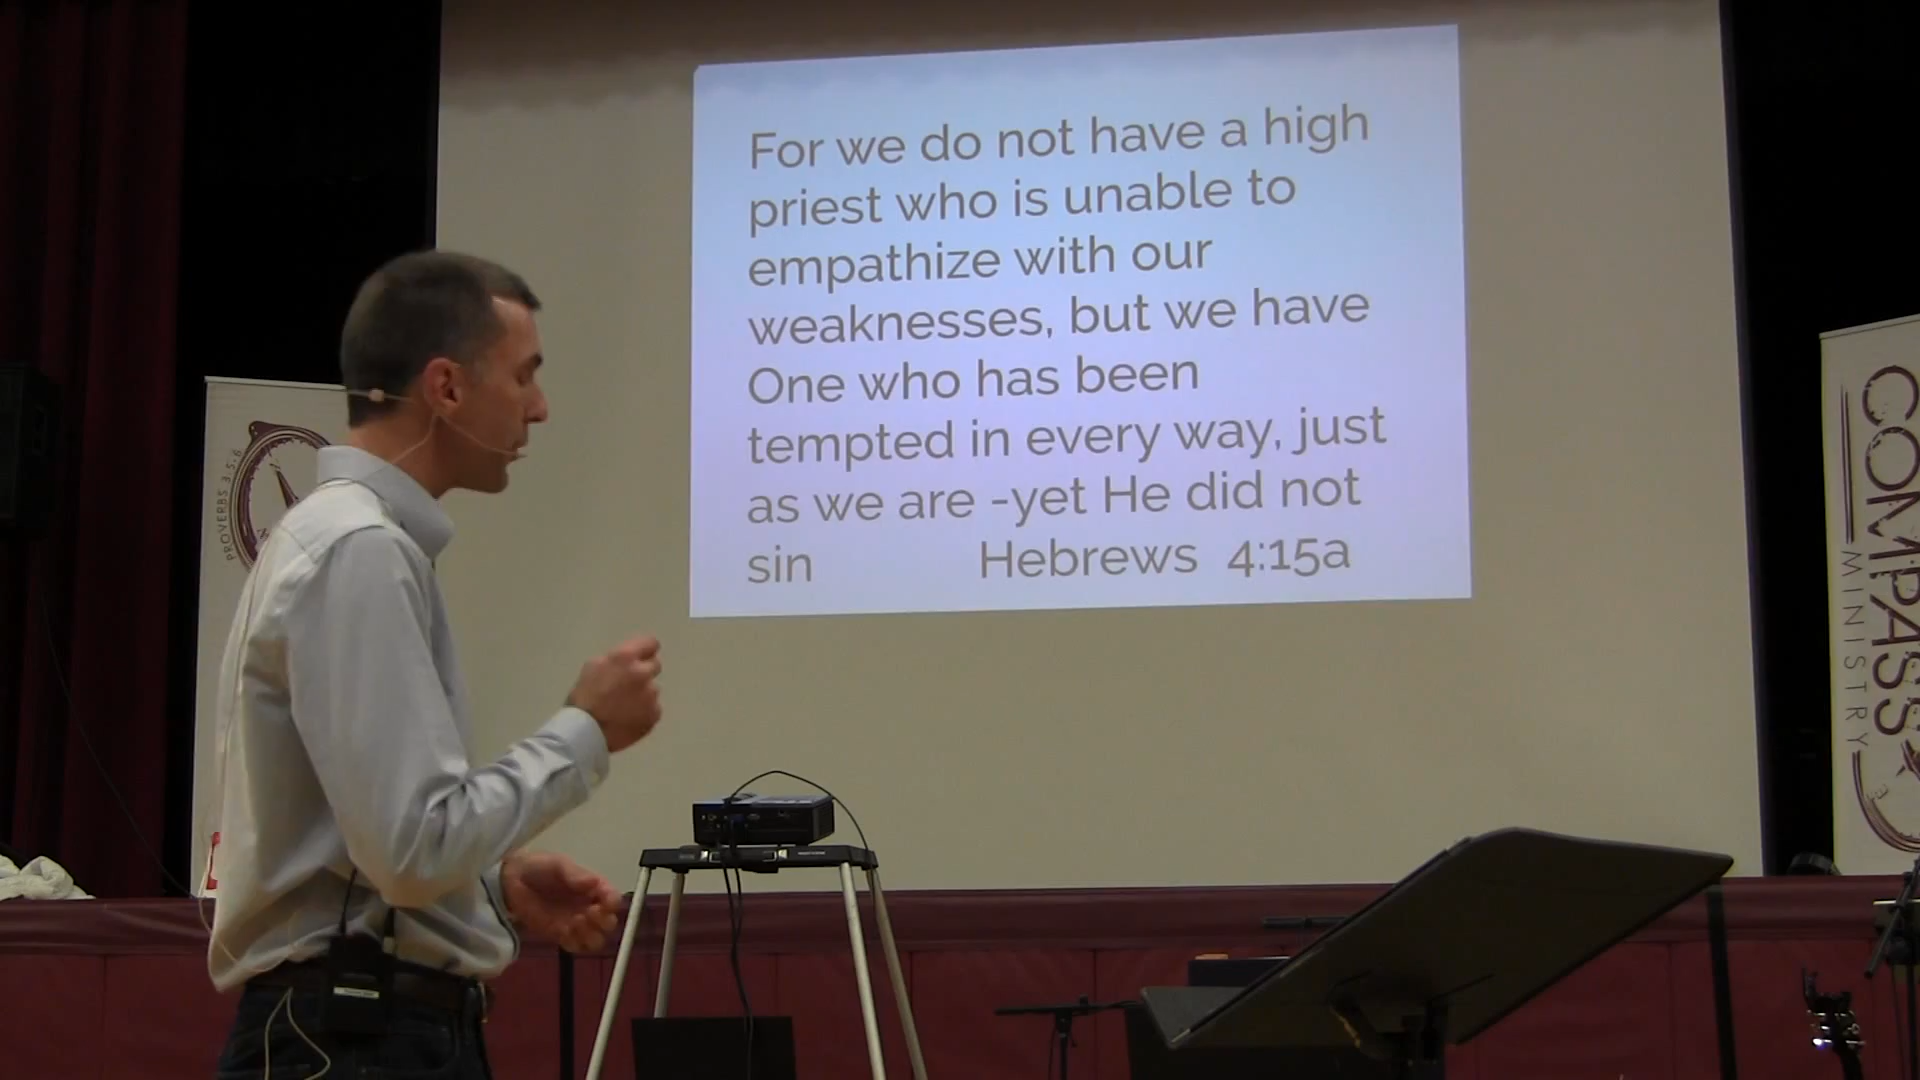 For we do not have a high
priest who is unable to
empathize with our
weaknesses, but we have
One who has been
tempted in every way, just
as we are -yet He did not
sin Hebrews 4:15a
PROVERBS 3:5,6
COMPASS
MINISTRY